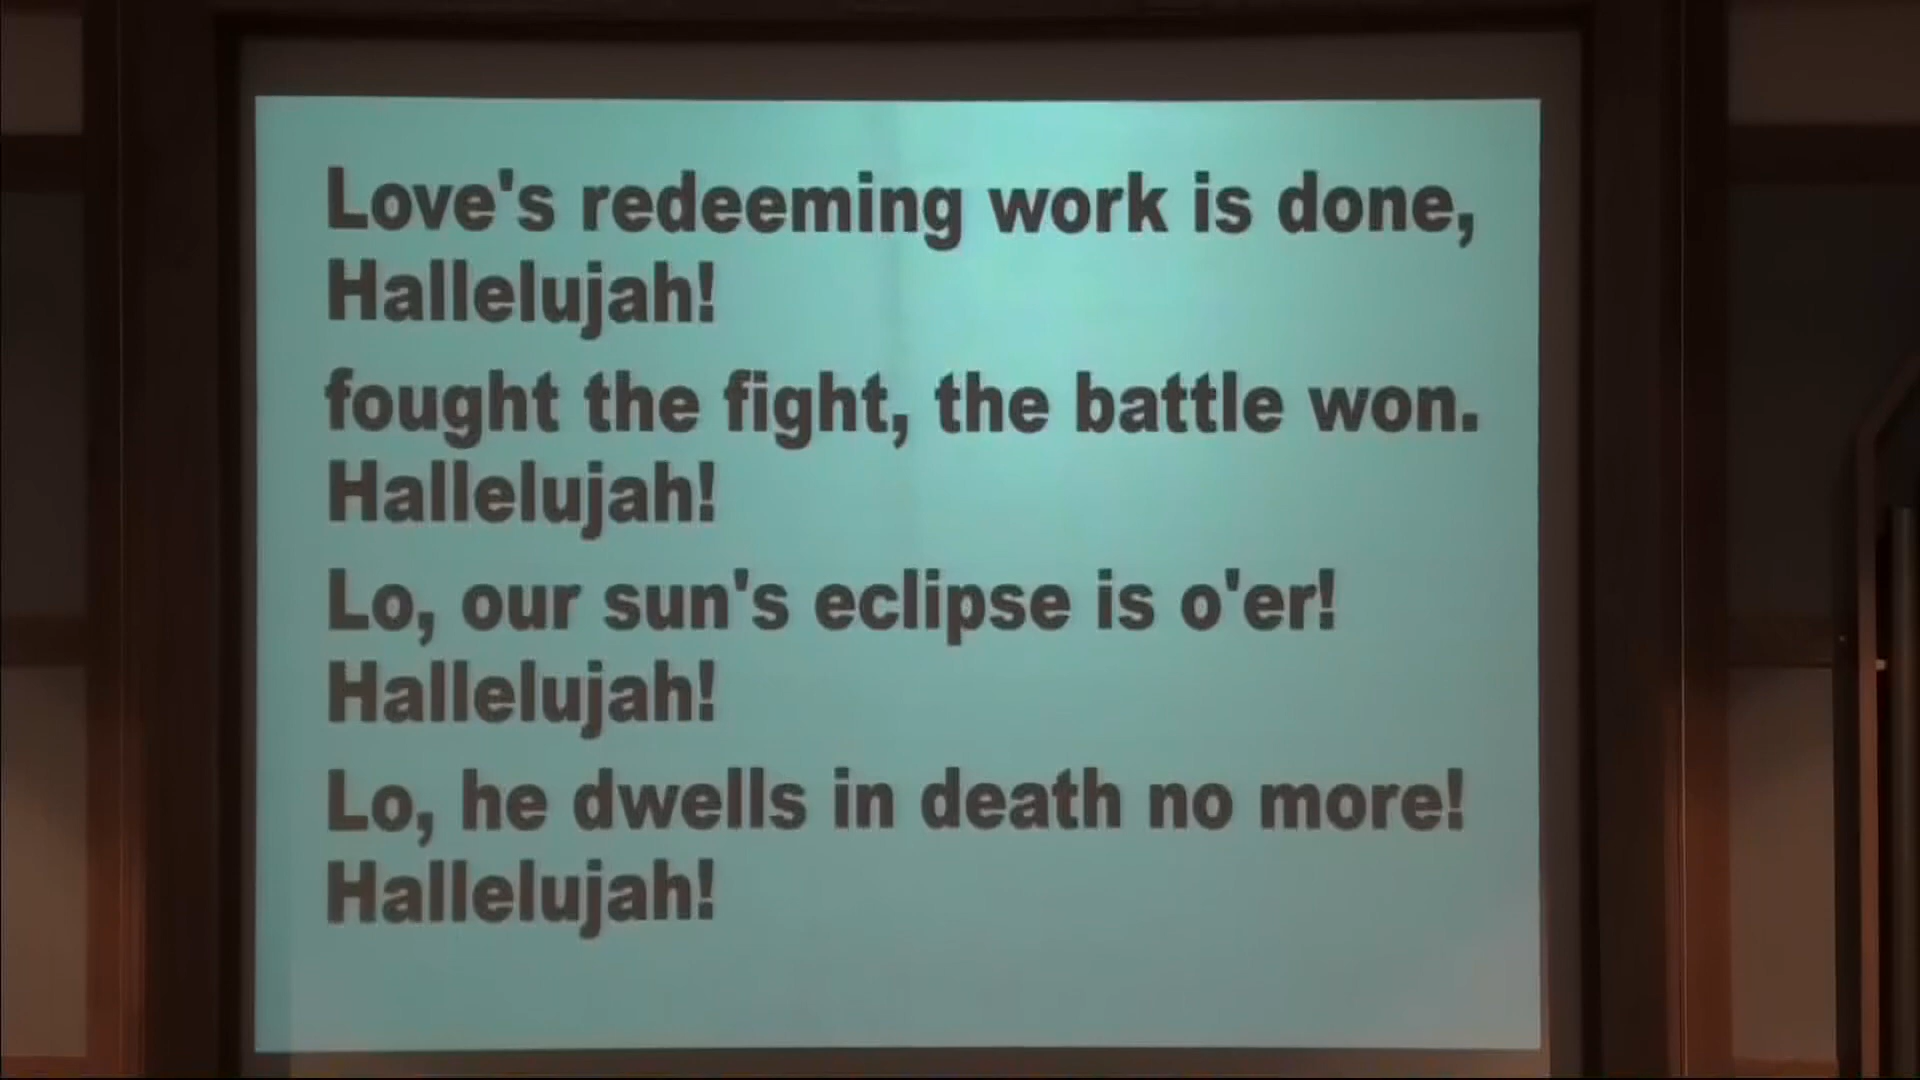 Love's redeeming work is done,
Hallelujah!
fought the fight, the battle won.
Hallelujah!
Lo, our sun's eclipse is o'er!
Hallelujah!
Lo, he dwells in death no more!
Hallelujah!